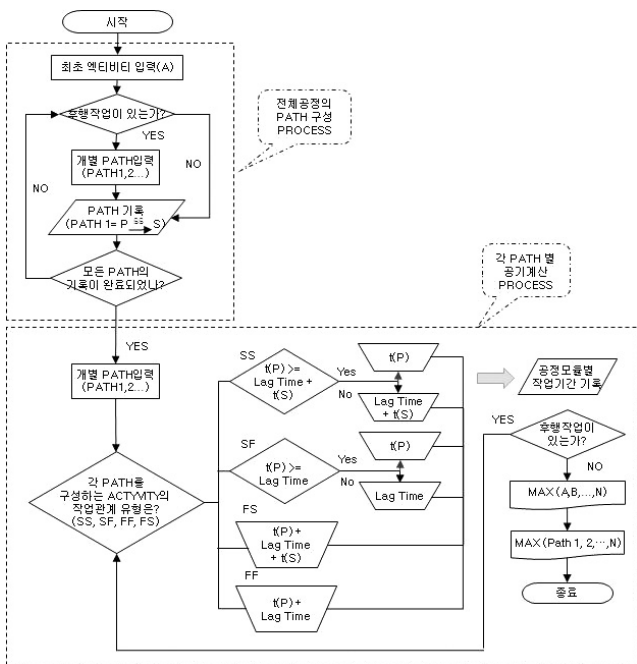 시작
최초 엑티비티 입력(A)
후행작업이 있는가?
YES
NO
개별 PATH입력
(PATH1,2...)
NO
PATH 기록
(PATH 1= P SS S)
모든 PATH의
기록이 완료되었나?
전체공정의
PATH 구성
PROCESS
각 PATH 별
공기계산
PROCESS
YES
개별 PATH입력
(PATH1,2...)
각 PATH을
구성하는 ACTYVITY의
작업관계 유형은?
(SS, SF, FF, FS)
SS
t(P) >=
Lag Time +
t(S)
Yes
No
t(P)
Lag Time
+ t(S)
SF
t(P) >=
Lag Time
Yes
No
t(P)
Lag Time
FS
t(P)+
Lag Time
+ t(S)
FF
t(P)+
Lag Time
공정모듈별
작업기간 기록
YES
후행작업이
있는가?
NO
MAX(A,B,...,N)
MAX(Path 1, 2,...,N)
종료